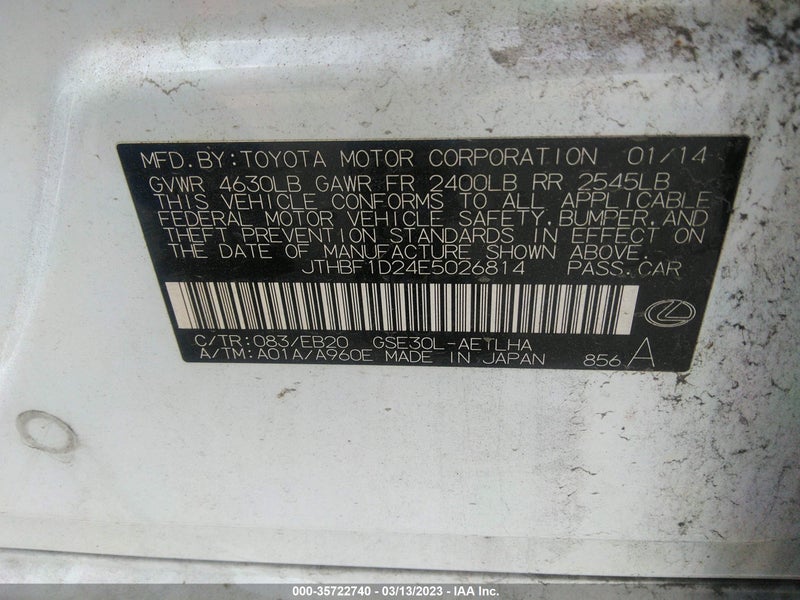 MFD. BY: TOYOTA MOTOR CORPORATION 01/14
GVWR 4630LB GAWR FR 2400LB RR 2545LB
THIS VEHICLE CONFORMS TO ALL APPLICABLE
FEDERAL MOTOR VEHICLE SAFETY, BUMPER, AND
THEFT PREVENTION STANDARDS IN EFFECT ON
THE DATE OF MANUFACTURE SHOWN ABOVE.
JTHBF1D24E5026814 PASS. CAR
C/TR: 083/EB20 GSE30L-AETLHA
A/TM: A01A/A960E MADE IN JAPAN 856 A
000-35722740 - 03/13/2023 - IAA Inc.